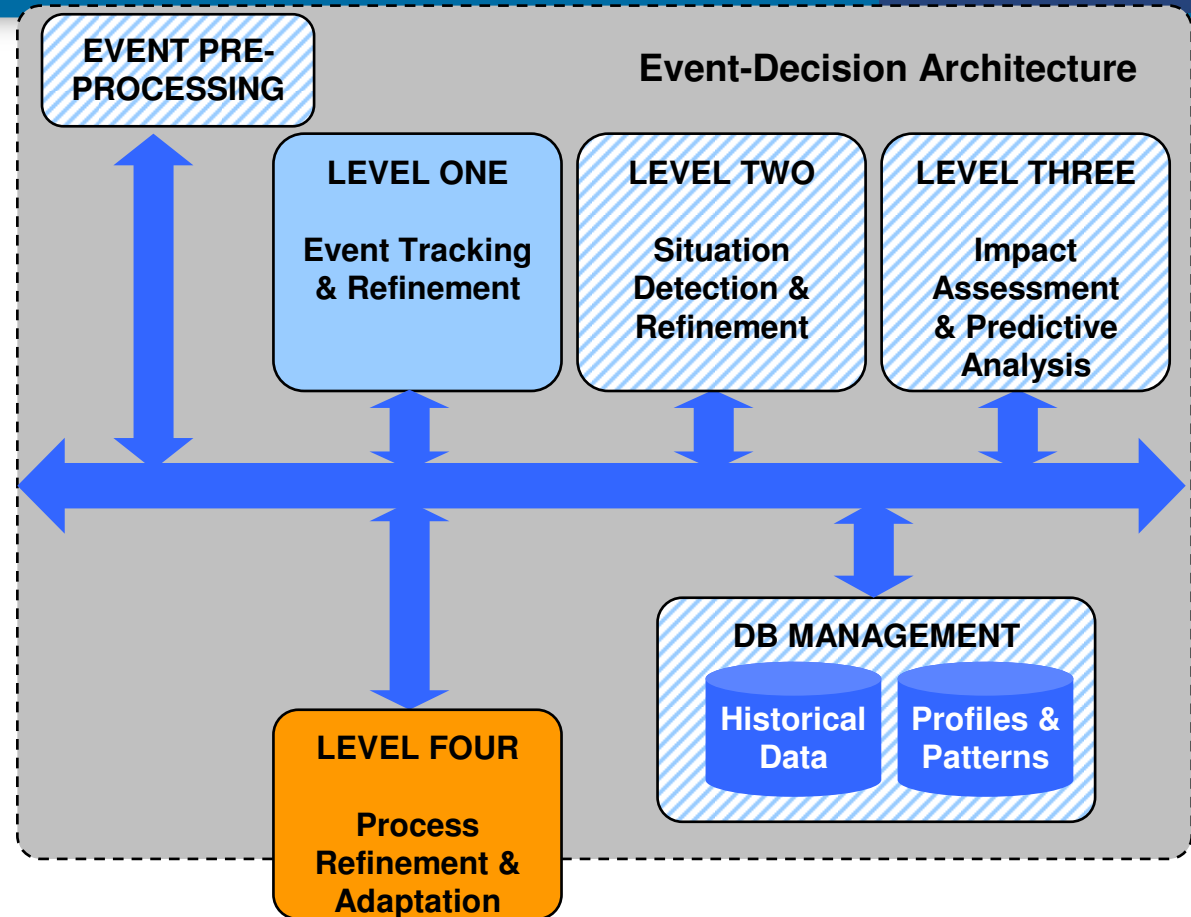 EVENT PRE-
PROCESSING
Event-Decision Architecture
LEVEL ONE
Event Tracking
& Refinement
LEVEL TWO
Situation
Detection &
Refinement
LEVEL THREE
Impact
Assessment
& Predictive
Analysis
DB MANAGEMENT
Historical
Data
Profiles &
Patterns
LEVEL FOUR
Process
Refinement &
Adaptation